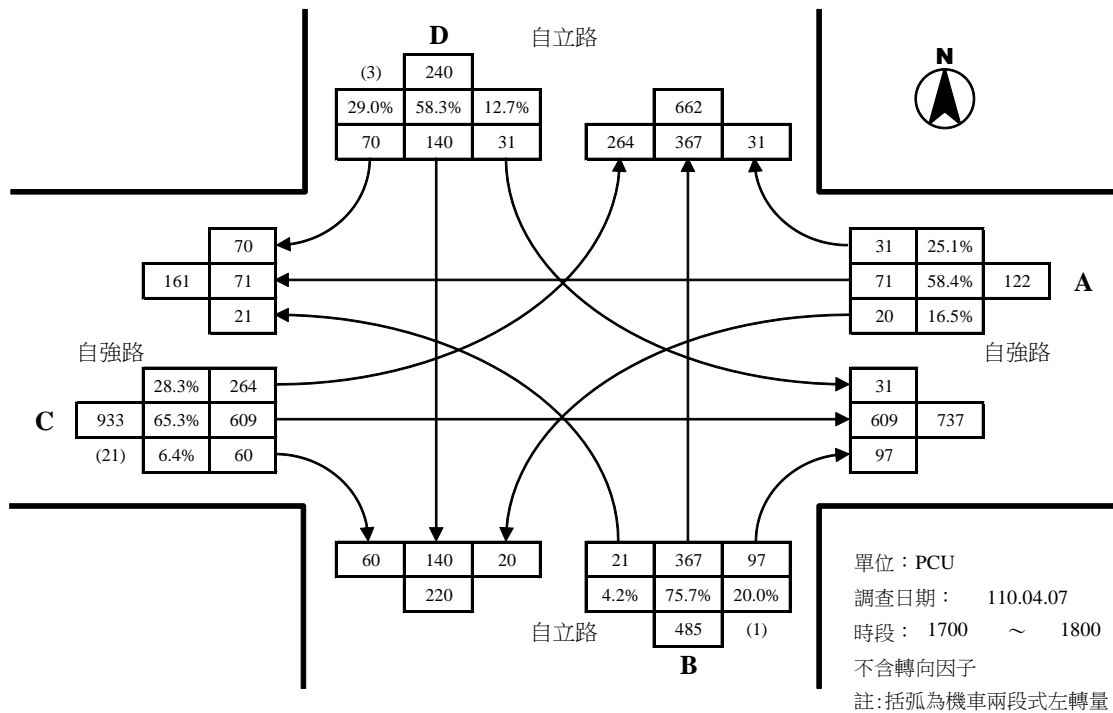 D
自立路
N
(3)
240
29.0% 58.3% 12.7%
70 140 31
662
264 367 31
70
161 71
21
31 25.1%
71 58.4% 122
20 16.5%
A
自強路
自強路
28.3% 264
C 933 65.3% 609
(21) 6.4% 60
31
609 737
97
60 140 20
220
21 367 97
4.2% 75.7% 20.0%
485 (1)
自立路
B
單位：PCU
調查日期： 110.04.07
時段： 1700 ～ 1800
不含轉向因子
註:括弧為機車兩段式左轉量